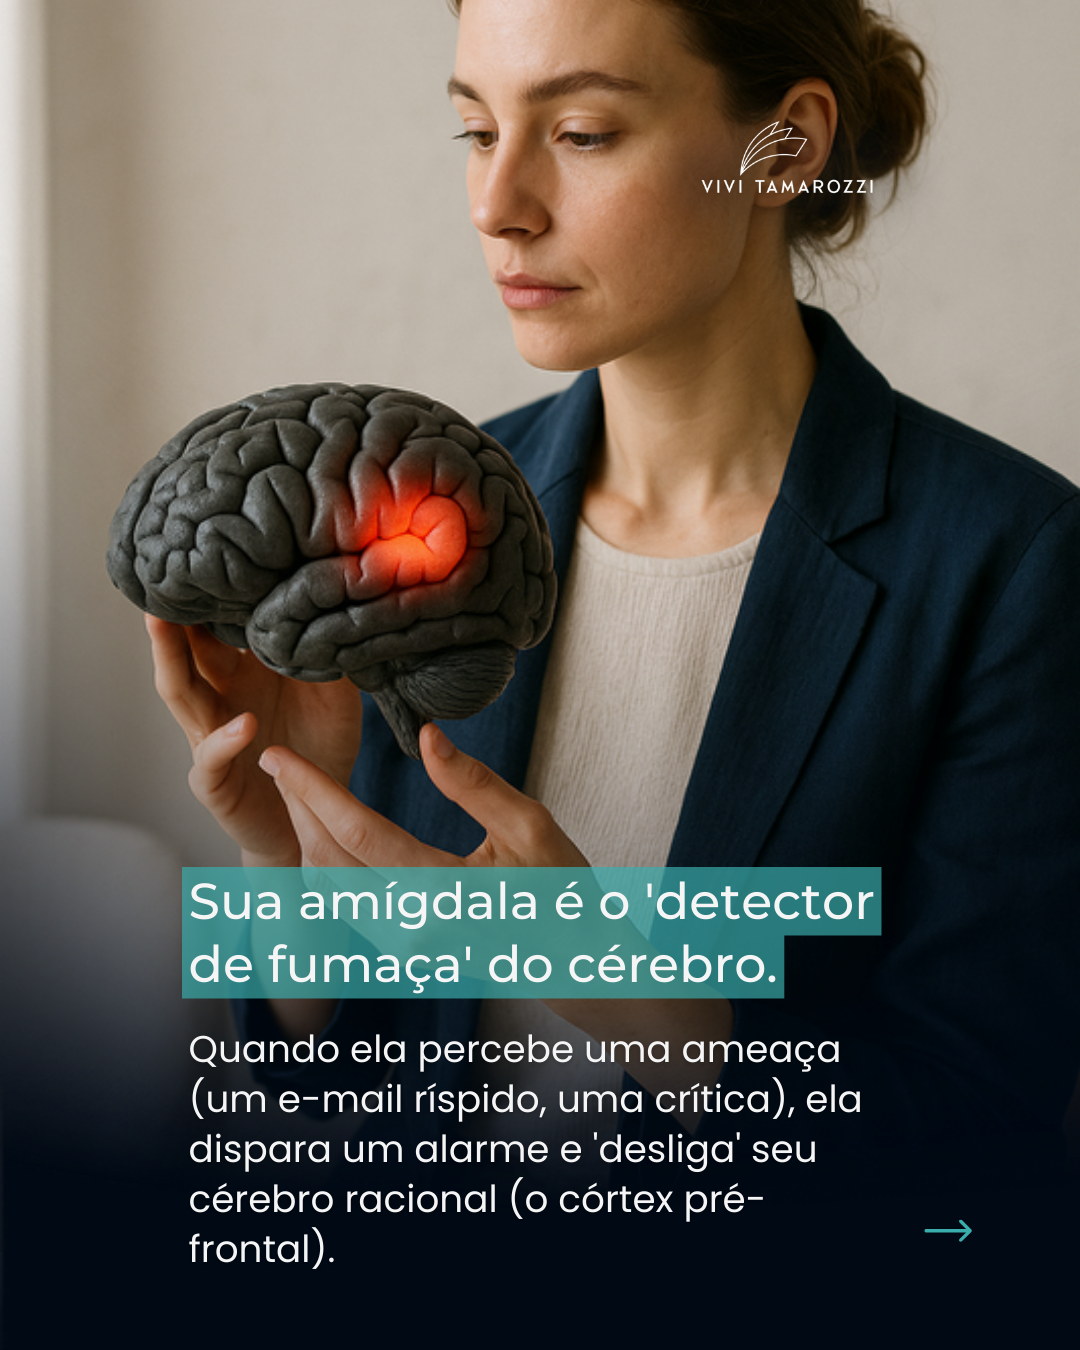 VIVI TAMAROZZI
Sua amígdala é o 'detector
de fumaça' do cérebro.
Quando ela percebe uma ameaça
(um e-mail ríspido, uma crítica), ela
dispara um alarme e 'desliga' seu
cérebro racional (o córtex pré-
frontal).